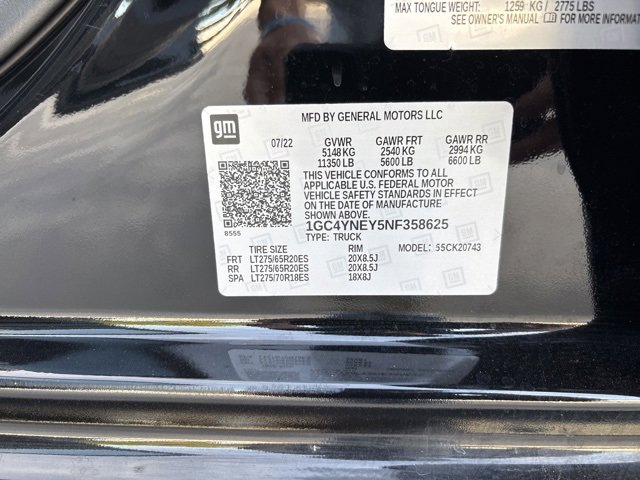 MAX TONGUE WEIGHT: 1259 KG / 2775 LBS
SEE OWNER'S MANUAL FOR MORE INFORMATION
gm
MFD BY GENERAL MOTORS LLC
07/22 GVWR GAWR FRT GAWR RR
5148 KG 2540 KG 2994 KG
11350 LB 5600 LB 6600 LB
THIS VEHICLE CONFORMS TO ALL
APPLICABLE U.S. FEDERAL MOTOR
VEHICLE SAFETY STANDARDS IN EFFECT
ON THE DATE OF MANUFACTURE
SHOWN ABOVE.
8555
1GC4YNEY5NF358625
TYPE: TRUCK MODEL: 55CK20743
TIRE SIZE RIM
FRT LT275/65R20ES 20X8.5J
RR LT275/65R20ES 20X8.5J
SPA LT275/70R18ES 18X8J